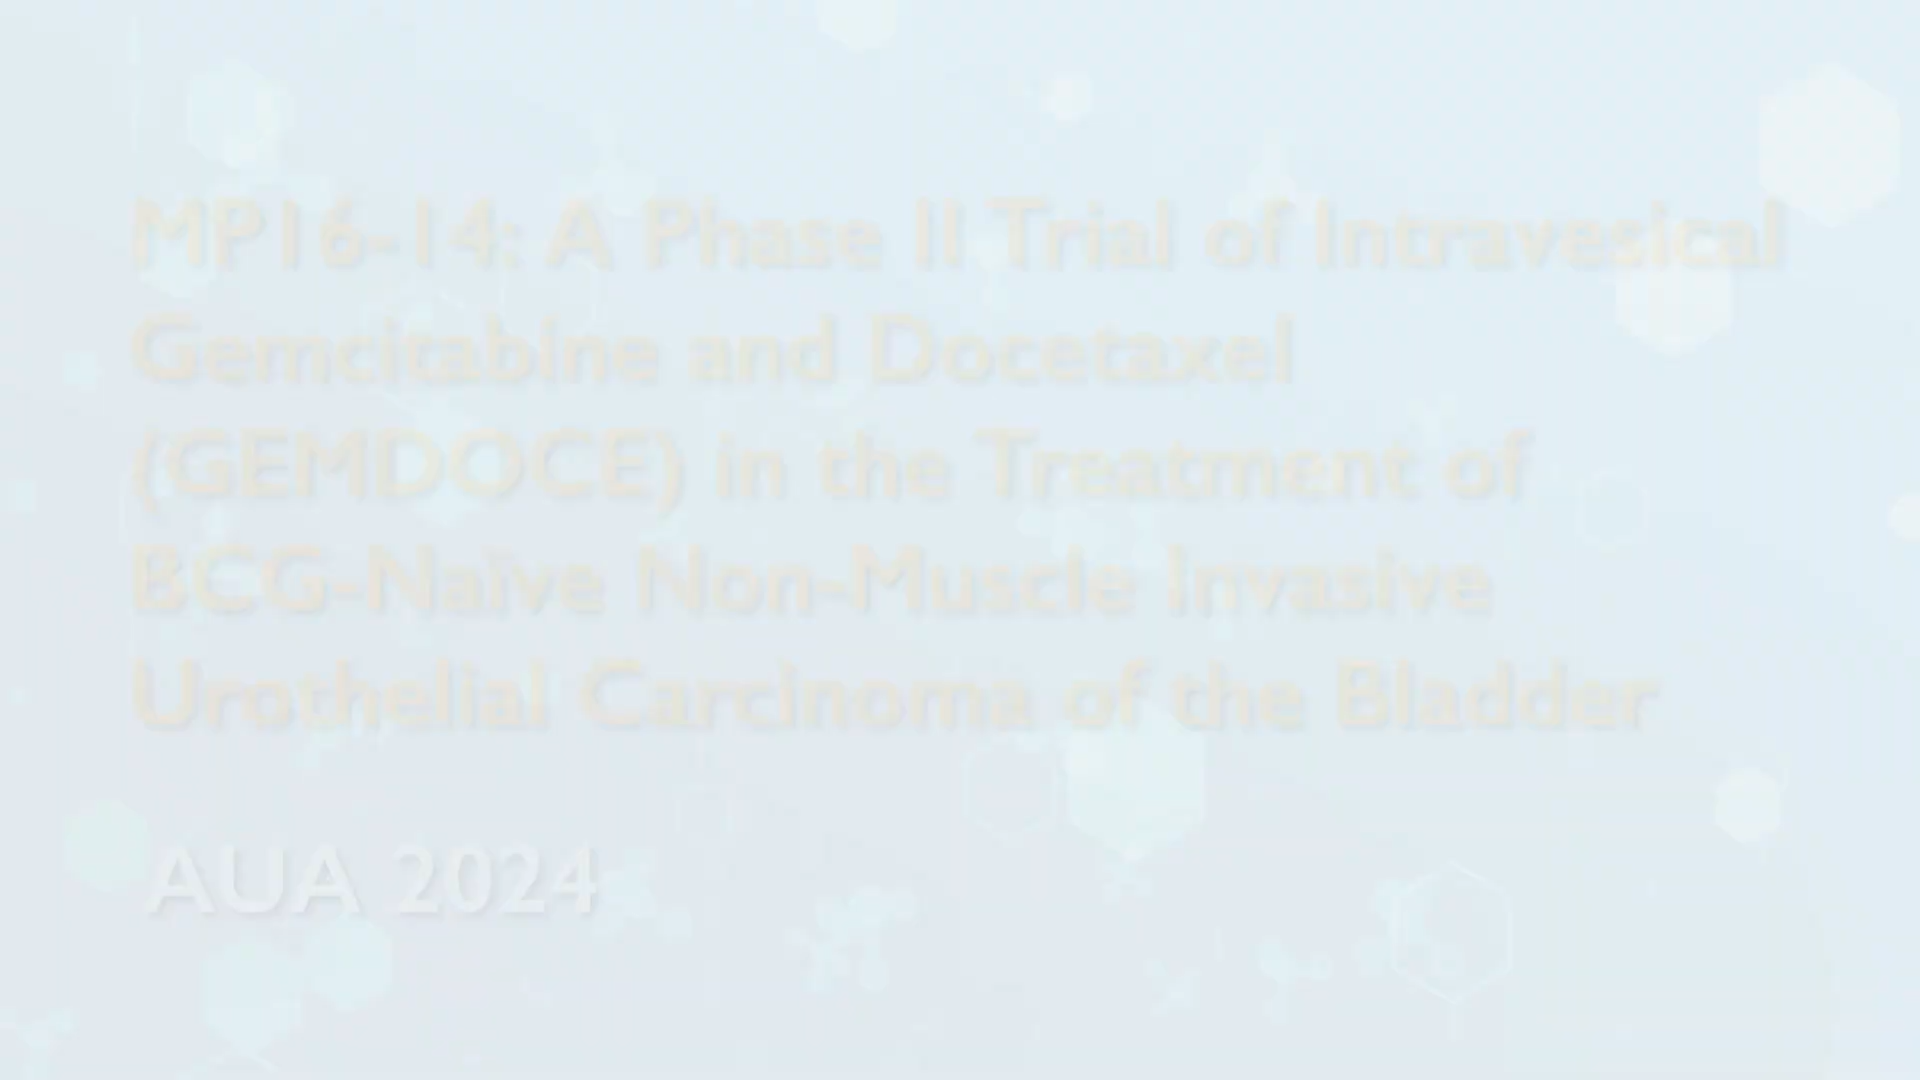 MP16-14: A Phase II Trial of Intravesical
Gemcitabine and Docetaxel
(GEMDOCE) in the Treatment of
BCG-Naïve Non-Muscle Invasive
Urothelial Carcinoma of the Bladder
AUA 2024